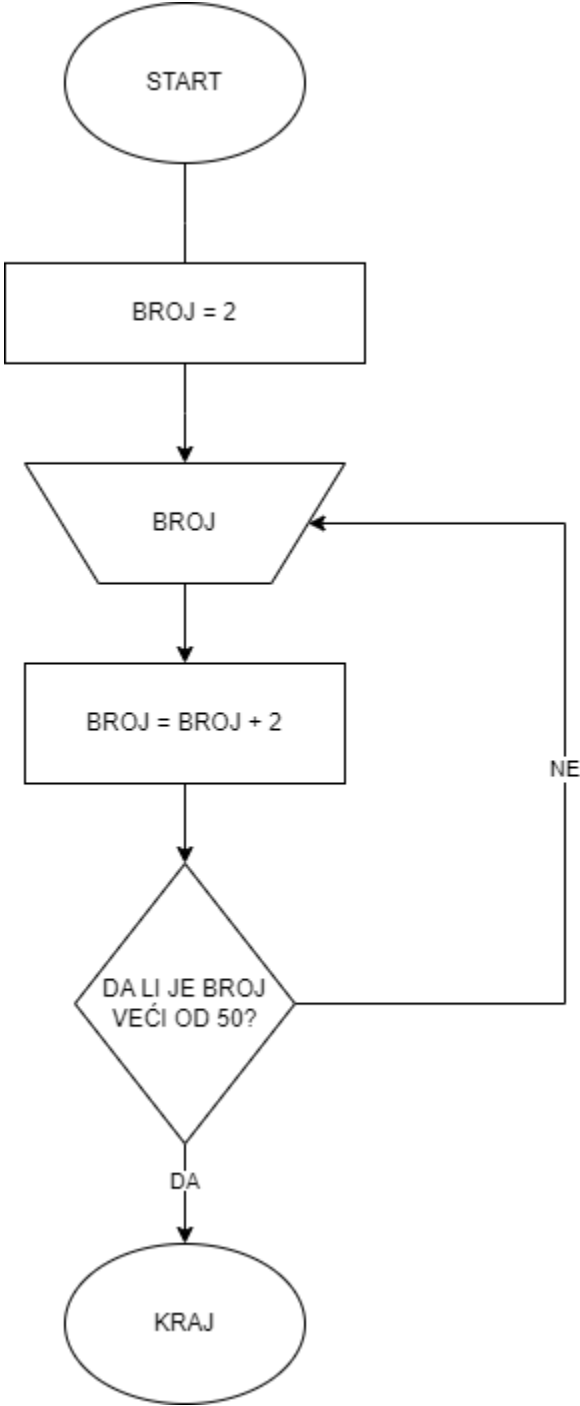 START
BROJ = 2
BROJ
BROJ = BROJ + 2
NE
DA LI JE BROJ
VEĆI OD 50?
DA
KRAJ